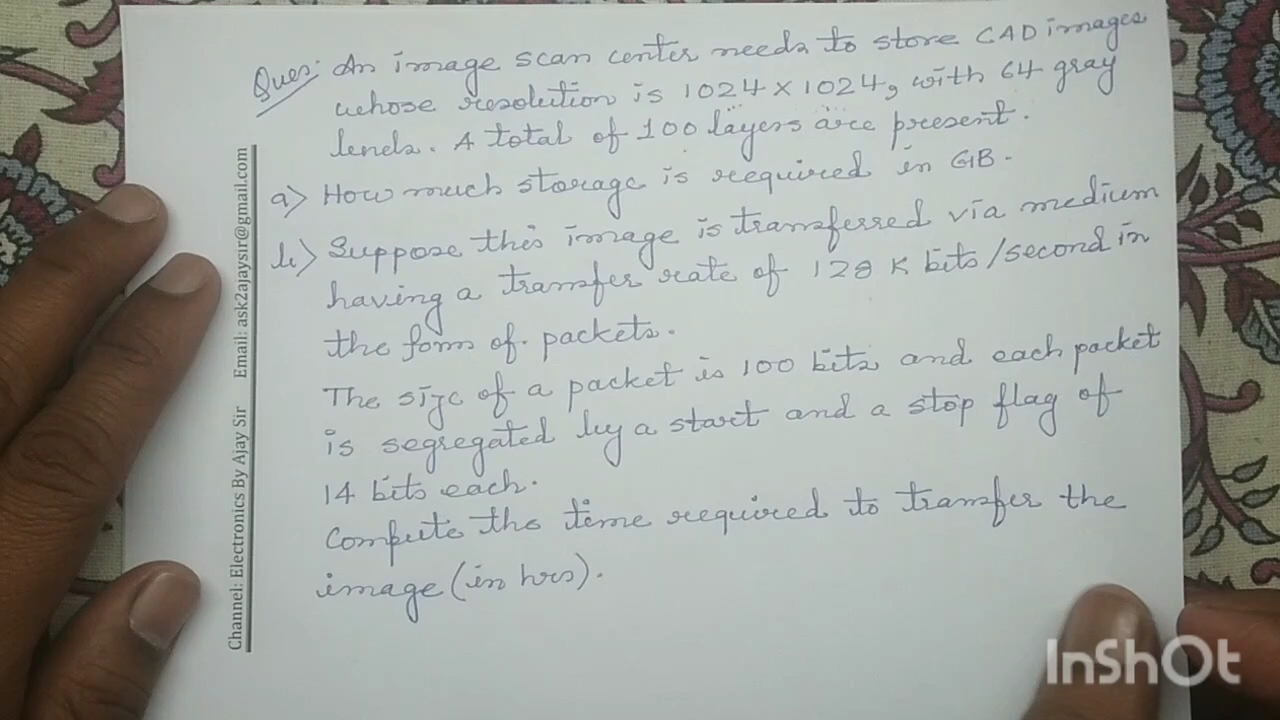 Ques: An image scan center needs to store CAD images
whose resolution is 1024 × 1024, with 64 gray
levels. A total of 100 layers are present.
a) How much storage is required in GB.
b) Suppose this image is transferred via medium
having a transfer rate of 128 K bits/second in
the form of packets.
The size of a packet is 100 bits and each packet
is segregated by a start and a stop flag of
14 bits each.
Compute the time required to transfer the
image (in hrs).
Channel: Electronics By Ajay Sir Email: ask2ajaysir@gmail.com
InShOt